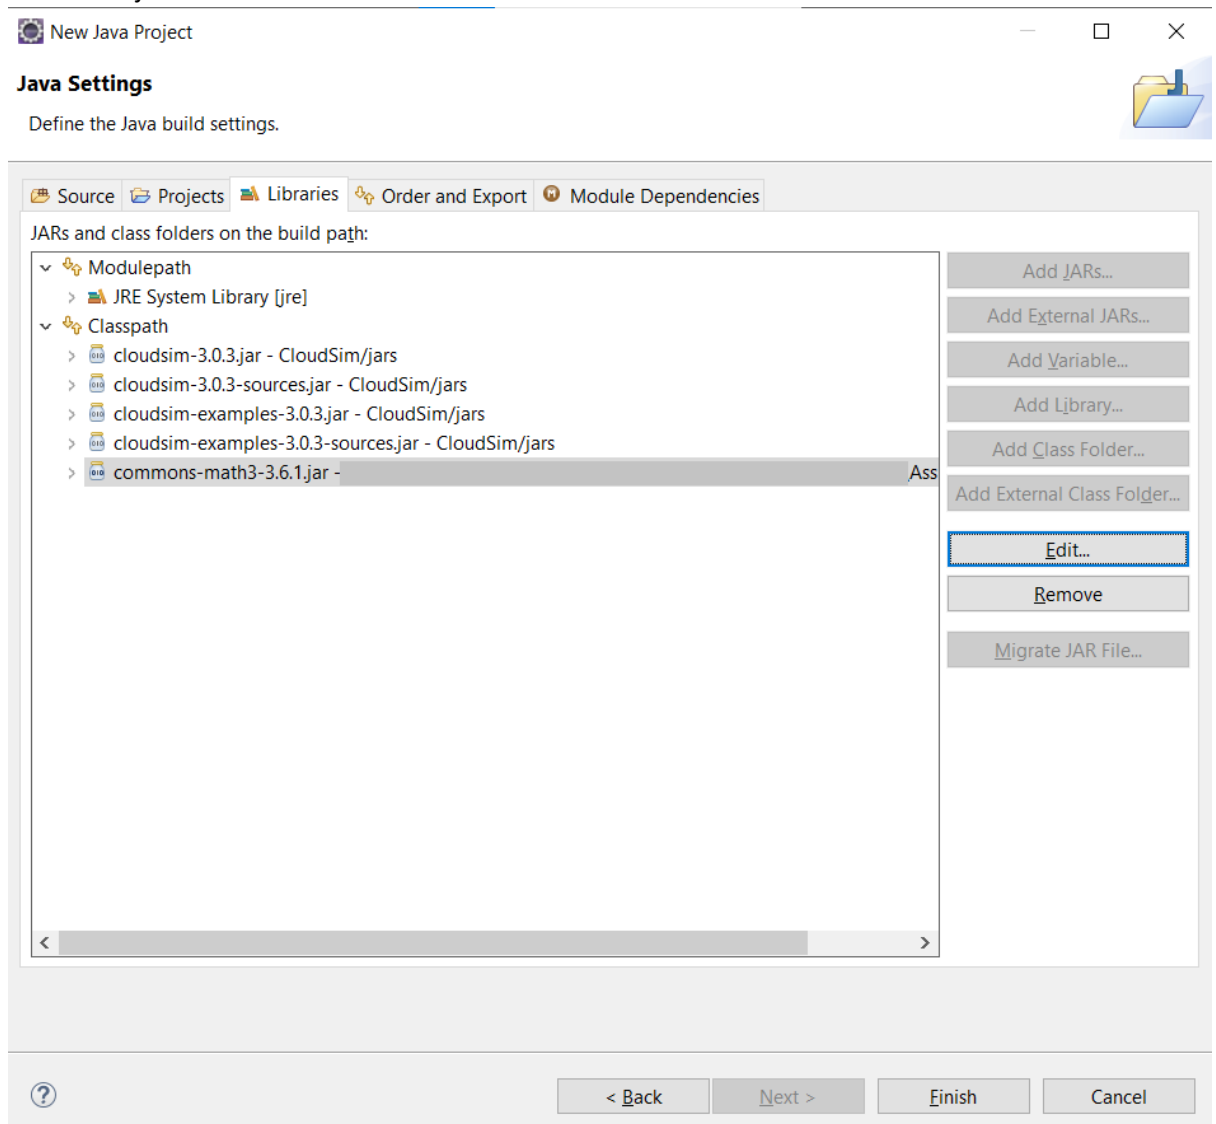 New Java Project
Java Settings
Define the Java build settings.
Source Projects Libraries Order and Export Module Dependencies
JARs and class folders on the build path:
Modulepath
JRE System Library [jre]
Classpath
cloudsim-3.0.3.jar - CloudSim/jars
cloudsim-3.0.3-sources.jar - CloudSim/jars
cloudsim-examples-3.0.3.jar - CloudSim/jars
cloudsim-examples-3.0.3-sources.jar - CloudSim/jars
commons-math3-3.6.1.jar - Ass
Add JARs...
Add External JARs...
Add Variable...
Add Library...
Add Class Folder...
Add External Class Folder...
Edit...
Remove
Migrate JAR File...
< Back Next > Finish Cancel